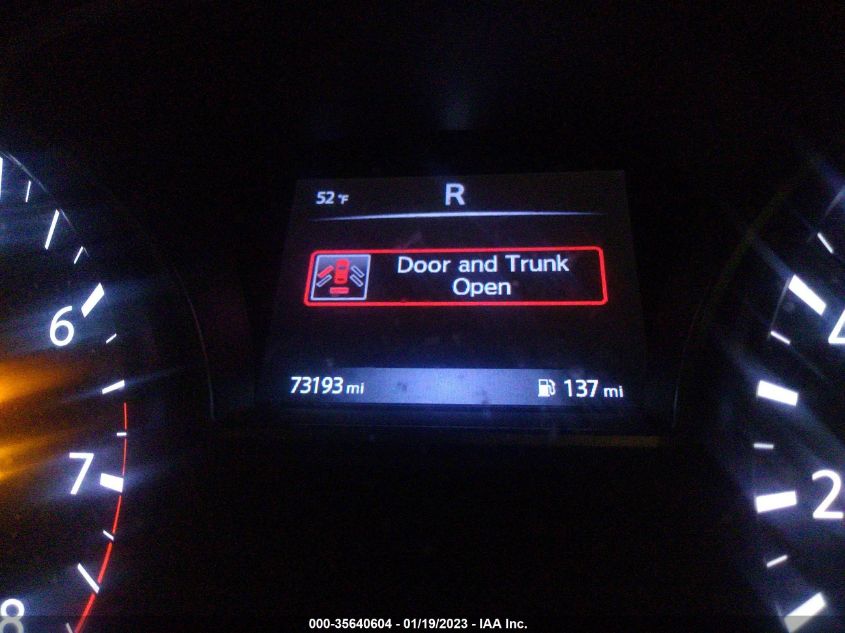 52°F
R
Door and Trunk
Open
73193 mi
137 mi
6
7
8
2
000-35640604 - 01/19/2023 - IAA Inc.